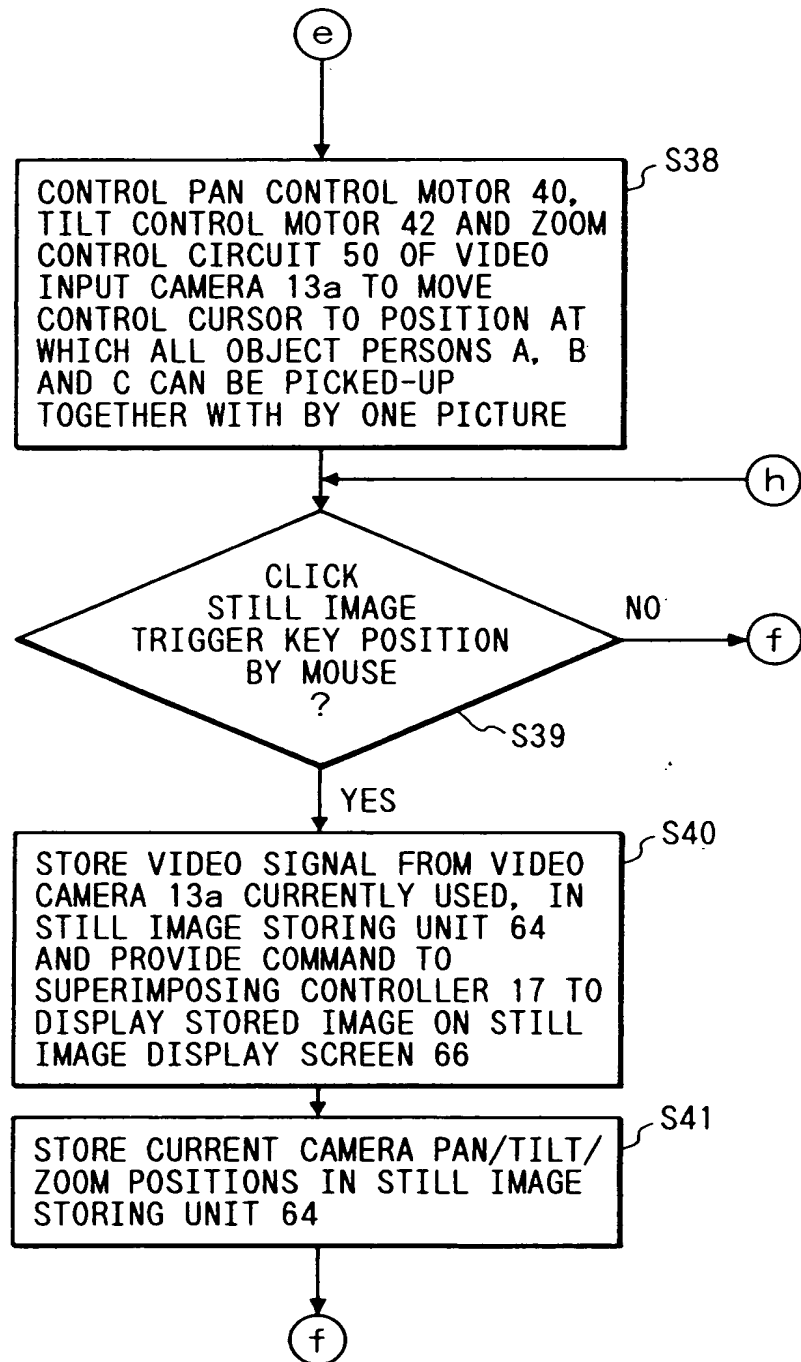 e
S38
CONTROL PAN CONTROL MOTOR 40,
TILT CONTROL MOTOR 42 AND ZOOM
CONTROL CIRCUIT 50 OF VIDEO
INPUT CAMERA 13a TO MOVE
CONTROL CURSOR TO POSITION AT
WHICH ALL OBJECT PERSONS A, B
AND C CAN BE PICKED-UP
TOGETHER WITH BY ONE PICTURE
h
CLICK
STILL IMAGE
TRIGGER KEY POSITION
BY MOUSE
?
NO
f
S39
YES
S40
STORE VIDEO SIGNAL FROM VIDEO
CAMERA 13a CURRENTLY USED, IN
STILL IMAGE STORING UNIT 64
AND PROVIDE COMMAND TO
SUPERIMPOSING CONTROLLER 17 TO
DISPLAY STORED IMAGE ON STILL
IMAGE DISPLAY SCREEN 66
S41
STORE CURRENT CAMERA PAN/TILT/
ZOOM POSITIONS IN STILL IMAGE
STORING UNIT 64
f